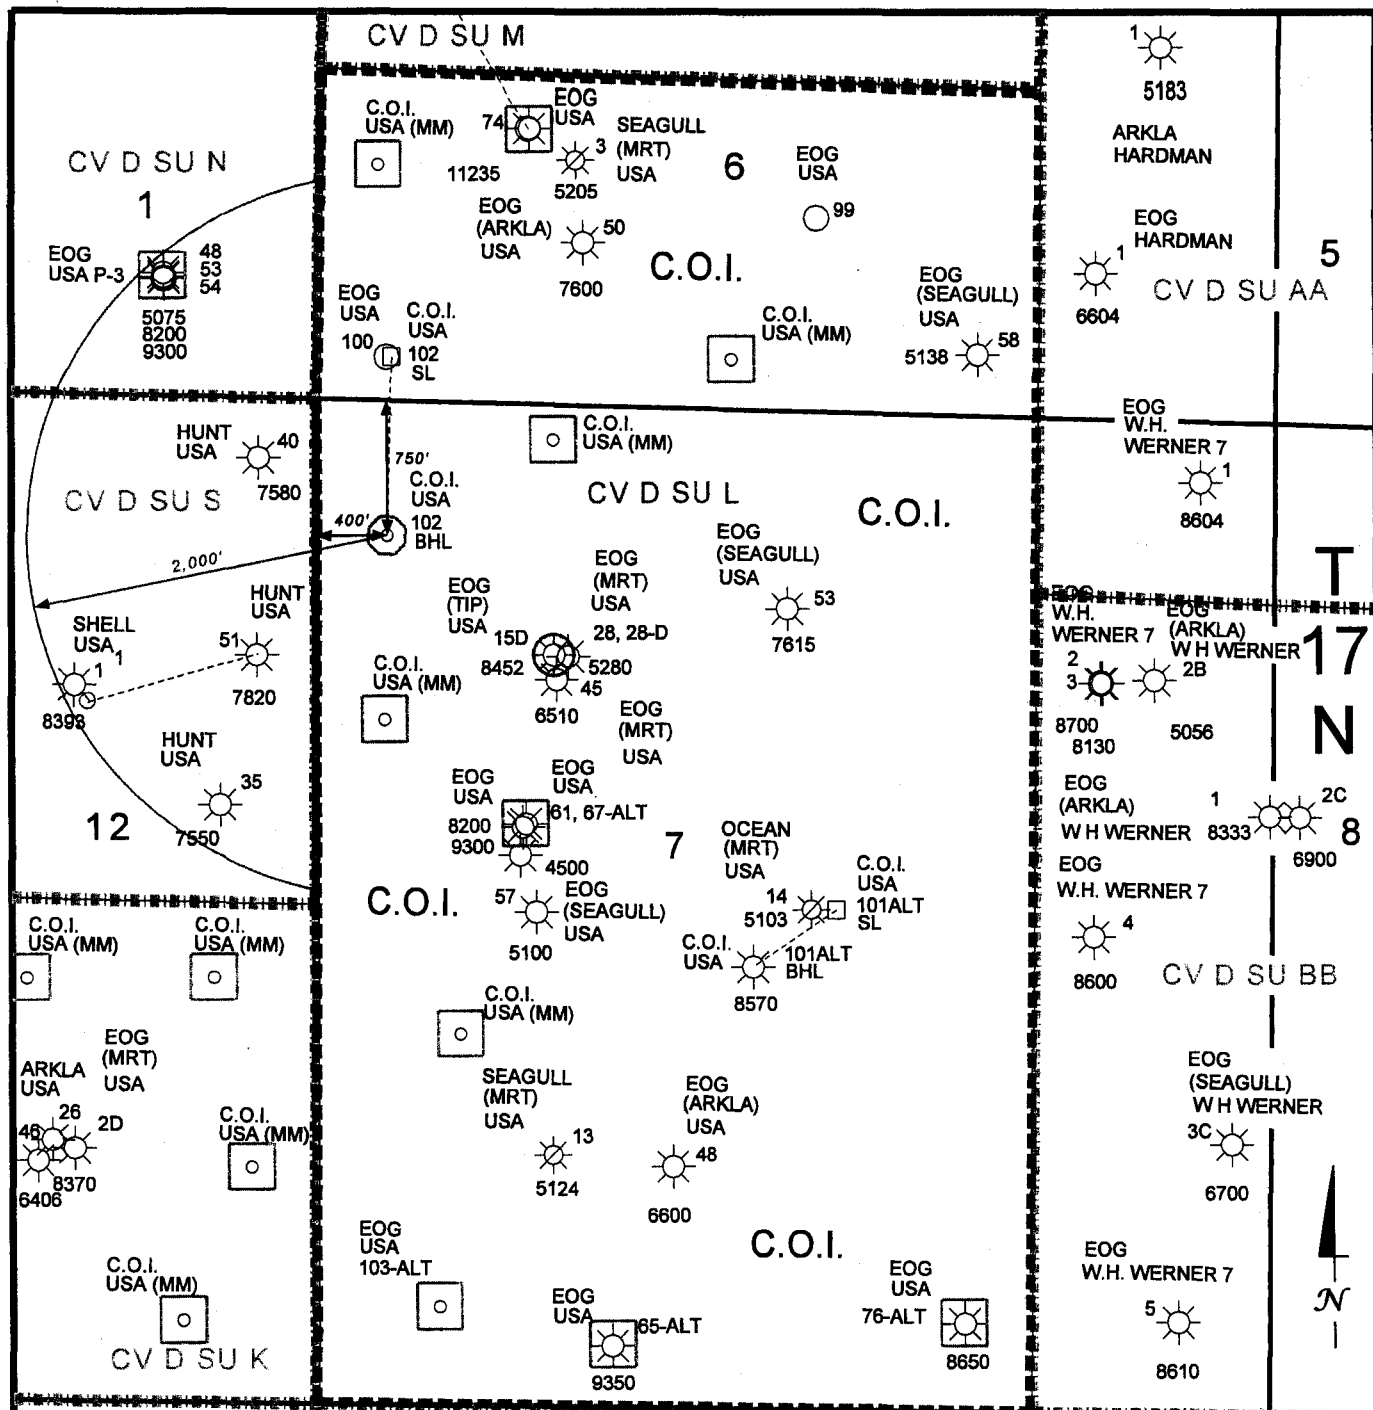 CV D SU M
1
5183
ARKLA
HARDMAN
C.O.I.
USA (MM)
74
EOG
USA
11235
3
SEAGULL
(MRT)
USA
5205
6
EOG
USA
99
CV D SU N
1
EOG
USA P-3
48
53
54
5075
8200
9300
EOG
(ARKLA)
USA
50
7600
C.O.I.
EOG
HARDMAN
1
6604
5
CV D SU AA
EOG
USA
100
C.O.I.
USA
102
SL
C.O.I.
USA (MM)
EOG
(SEAGULL)
USA
58
5138
HUNT
USA
40
7580
CV D SU S
750'
C.O.I.
USA
102
BHL
400'
2,000'
C.O.I.
USA (MM)
CV D SU L
C.O.I.
EOG
W.H.
WERNER 7
1
8604
T
17
N
HUNT
USA
51
7820
SHELL
USA
1
1
8393
HUNT
USA
35
7550
12
EOG
(TIP)
USA
15D
8452
EOG
(MRT)
USA
28, 28-D
5280
45
6510
EOG
(MRT)
USA
EOG
(SEAGULL)
USA
53
7615
C.O.I.
USA (MM)
EOG
W.H.
WERNER 7
2
3
8700
8130
EOG
(ARKLA)
W H WERNER
2B
5056
EOG
USA
8200
9300
EOG
USA
61, 67-ALT
4500
7
OCEAN
(MRT)
USA
14
5103
C.O.I.
USA
101ALT
SL
EOG
(ARKLA)
W H WERNER
1
8333
2C
6900
8
C.O.I.
57
EOG
(SEAGULL)
USA
5100
C.O.I.
USA
101ALT
BHL
8570
EOG
W.H. WERNER 7
4
8600
CV D SU BB
C.O.I.
USA (MM)
C.O.I.
USA (MM)
C.O.I.
USA (MM)
ARKLA
USA
EOG
(MRT)
USA
26
46
2D
8370
6406
C.O.I.
USA (MM)
SEAGULL
(MRT)
USA
13
5124
EOG
(ARKLA)
USA
48
6600
EOG
(SEAGULL)
W H WERNER
3C
6700
C.O.I.
USA (MM)
CV D SU K
EOG
USA
103-ALT
EOG
USA
65-ALT
9350
C.O.I.
EOG
USA
76-ALT
8650
EOG
W.H. WERNER 7
5
8610
N